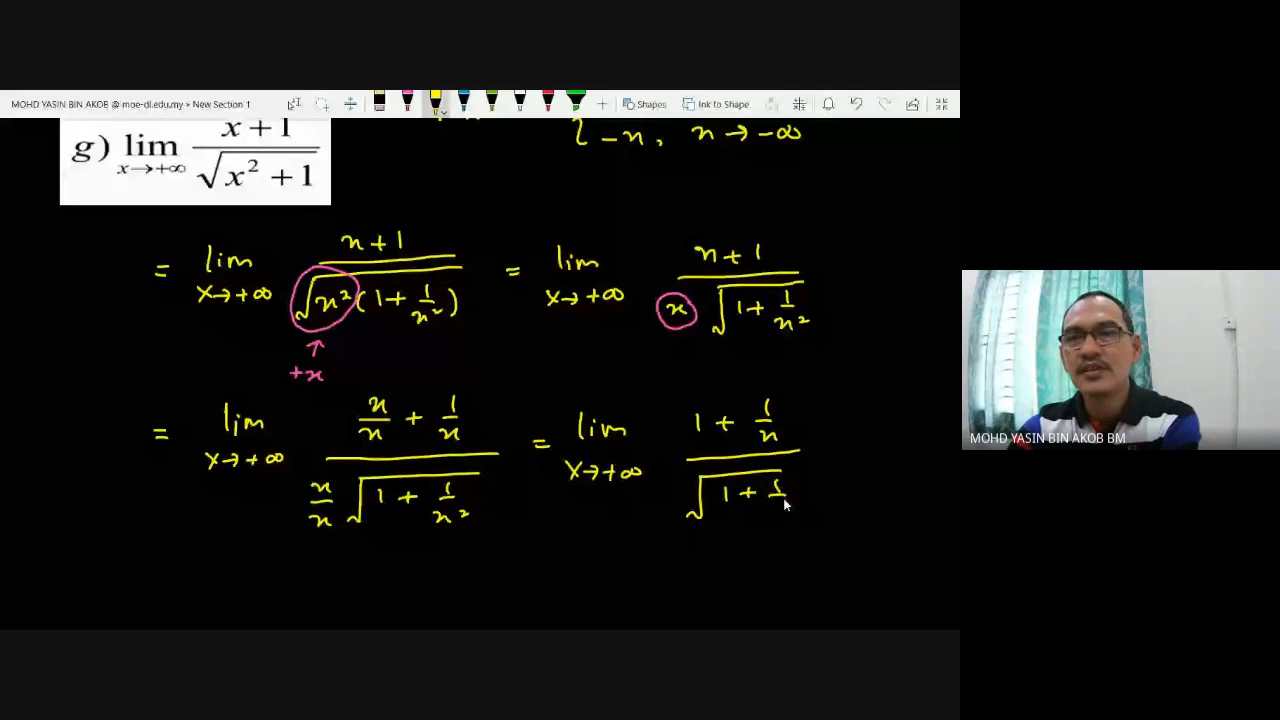 MOHD YASIN BIN AKOB @ moe-dl.edu.my » New Section 1
Shapes
Ink to Shape
{ -x, x → -∞
g) lim x→+∞ x + 1 / √(x² + 1)
= lim x→+∞ x + 1 / √(x² (1 + 1/x²)) = lim x→+∞ x + 1 / x √(1 + 1/x²)
↑
+x
= lim x→+∞ x/x + 1/x / x/x √(1 + 1/x²) = lim x→+∞ 1 + 1/x / √(1 + 1/
MOHD YASIN BIN AKOB BM